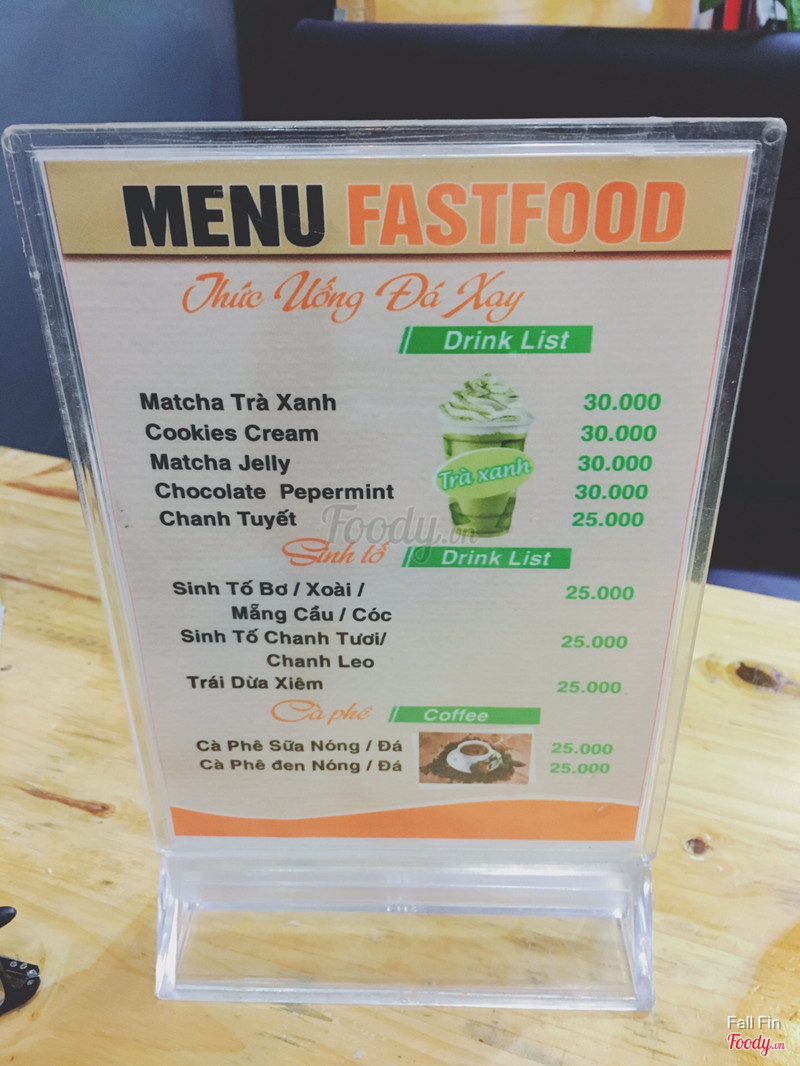 MENU FASTFOOD
Thức Uống Đá Xay
Drink List
Matcha Trà Xanh 30.000
Cookies Cream 30.000
Matcha Jelly 30.000
Chocolate Pepermint 30.000
Chanh Tuyết 25.000
Trà xanh
Foody.vn
Sinh tố Drink List
Sinh Tố Bơ / Xoài / 25.000
Mẵng Cầu / Cóc
Sinh Tố Chanh Tươi/ 25.000
Chanh Leo
Trái Dừa Xiêm 25.000
Cà phê Coffee
Cà Phê Sữa Nóng / Đá 25.000
Cà Phê đen Nóng / Đá 25.000
Fall Fin
Foody.vn